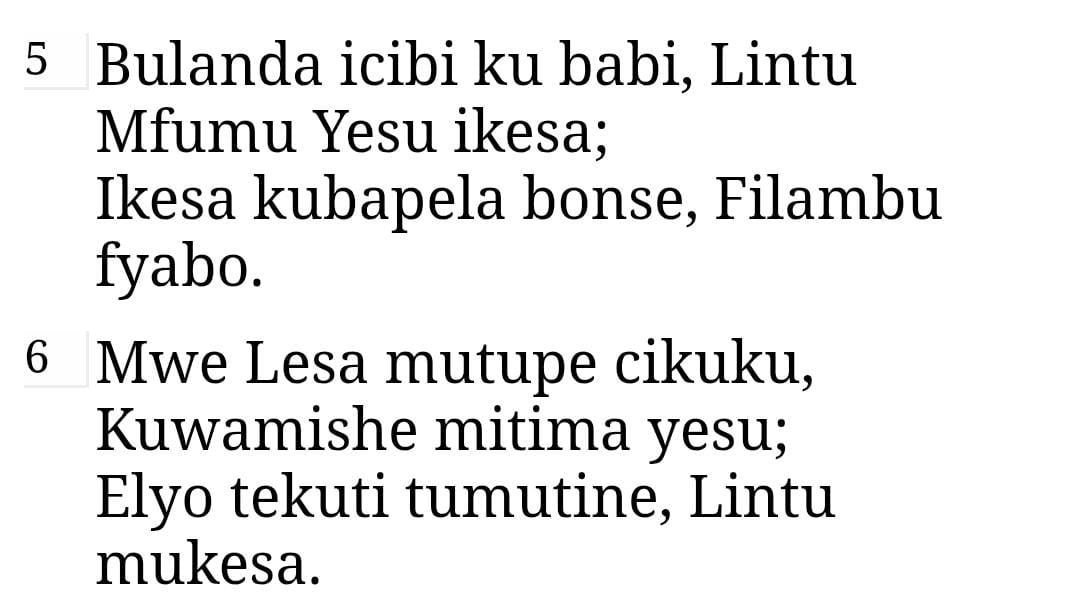 5 Bulanda icibi ku babi, Lintu
Mfumu Yesu ikesa;
Ikesa kubapela bonse, Filambu
fyabo.
6 Mwe Lesa mutupe cikuku,
Kuwamishe mitima yesu;
Elyo tekuti tumutine, Lintu
mukesa.